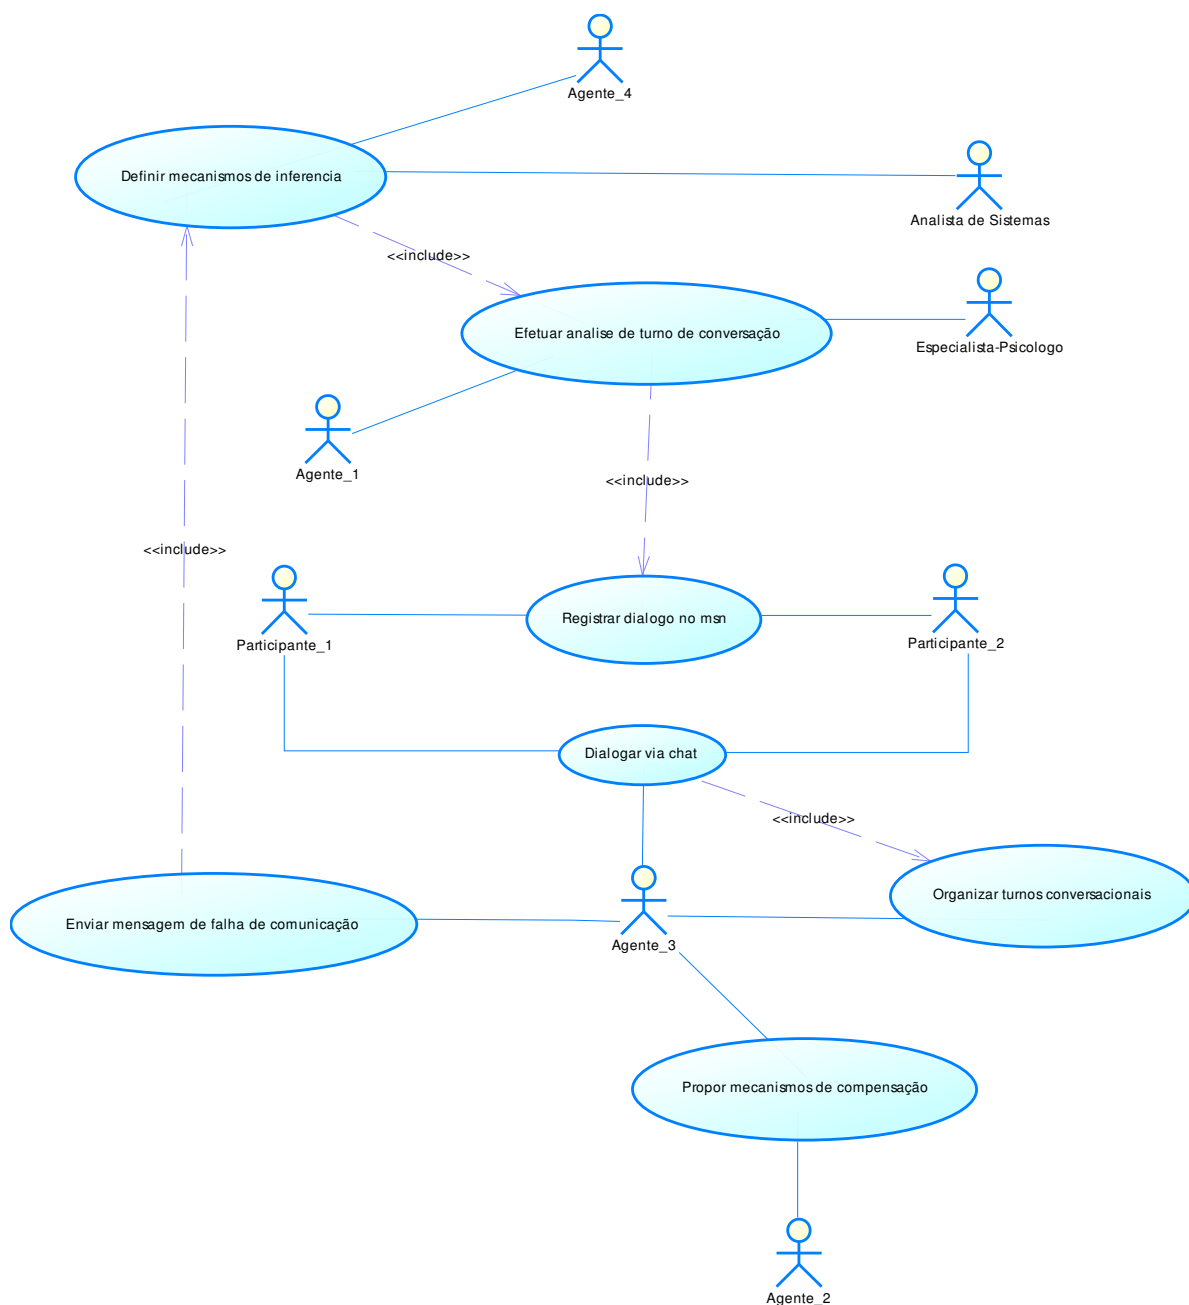 Agente_4
Definir mecanismos de inferencia
Analista de Sistemas
<<include>>
Efetuar analise de turno de conversação
Especialista-Psicologo
Agente_1
<<include>>
<<include>>
Registrar dialogo no msn
Participante_1
Participante_2
Dialogar via chat
<<include>>
Organizar turnos conversacionais
Enviar mensagem de falha de comunicação
Agente_3
Propor mecanismos de compensação
Agente_2